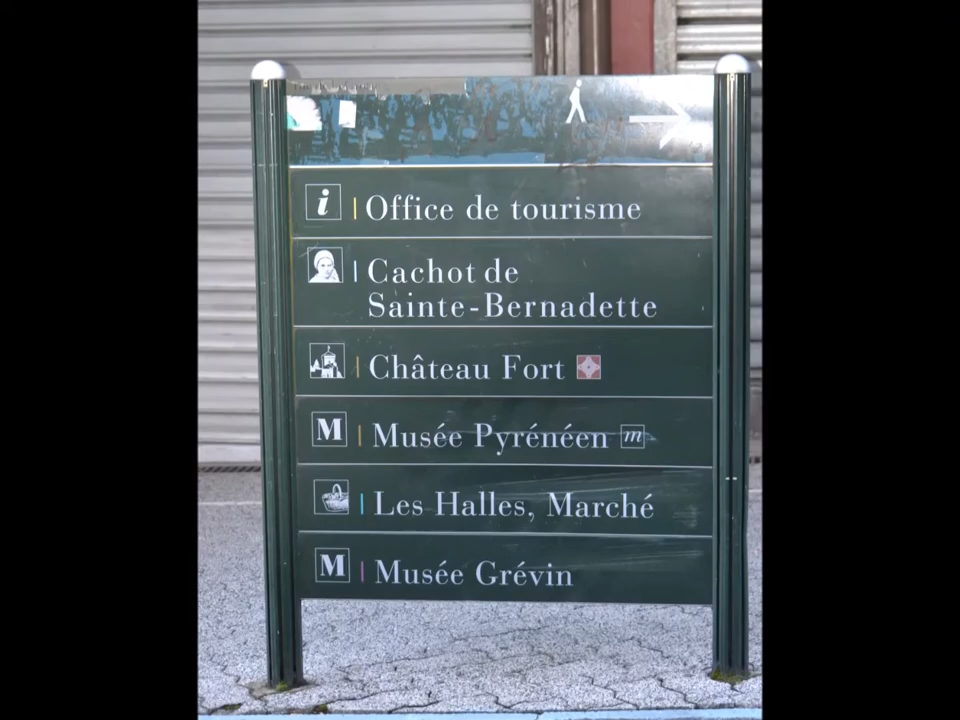 i Office de tourisme
Cachot de
Sainte-Bernadette
Château Fort
M Musée Pyrénéen m
Les Halles, Marché
M Musée Grévin